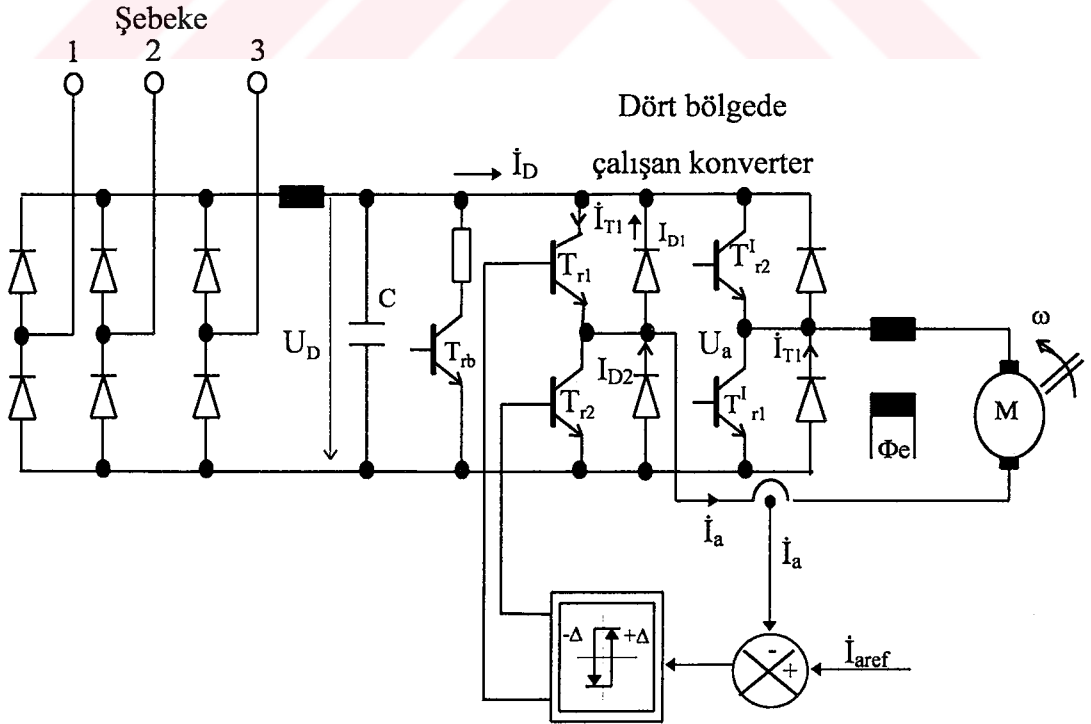 Şebeke
1 2 3
Dört bölgede
çalışan konverter
İ_D
İ_T1
I_D1
T_r1
T^I_r2
C
U_D
T_rb
I_D2
U_a
İ_T1
ω
T_r2
T^I_r1
M
Φe
İ_a
İ_a
-Δ +Δ
-
+
İ_aref